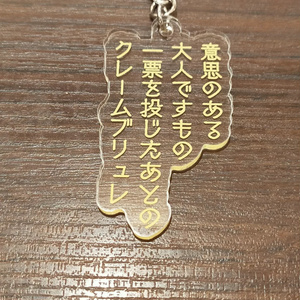 意思のある
大人ですもの
一票を投じたあとの
クレームブリュレ